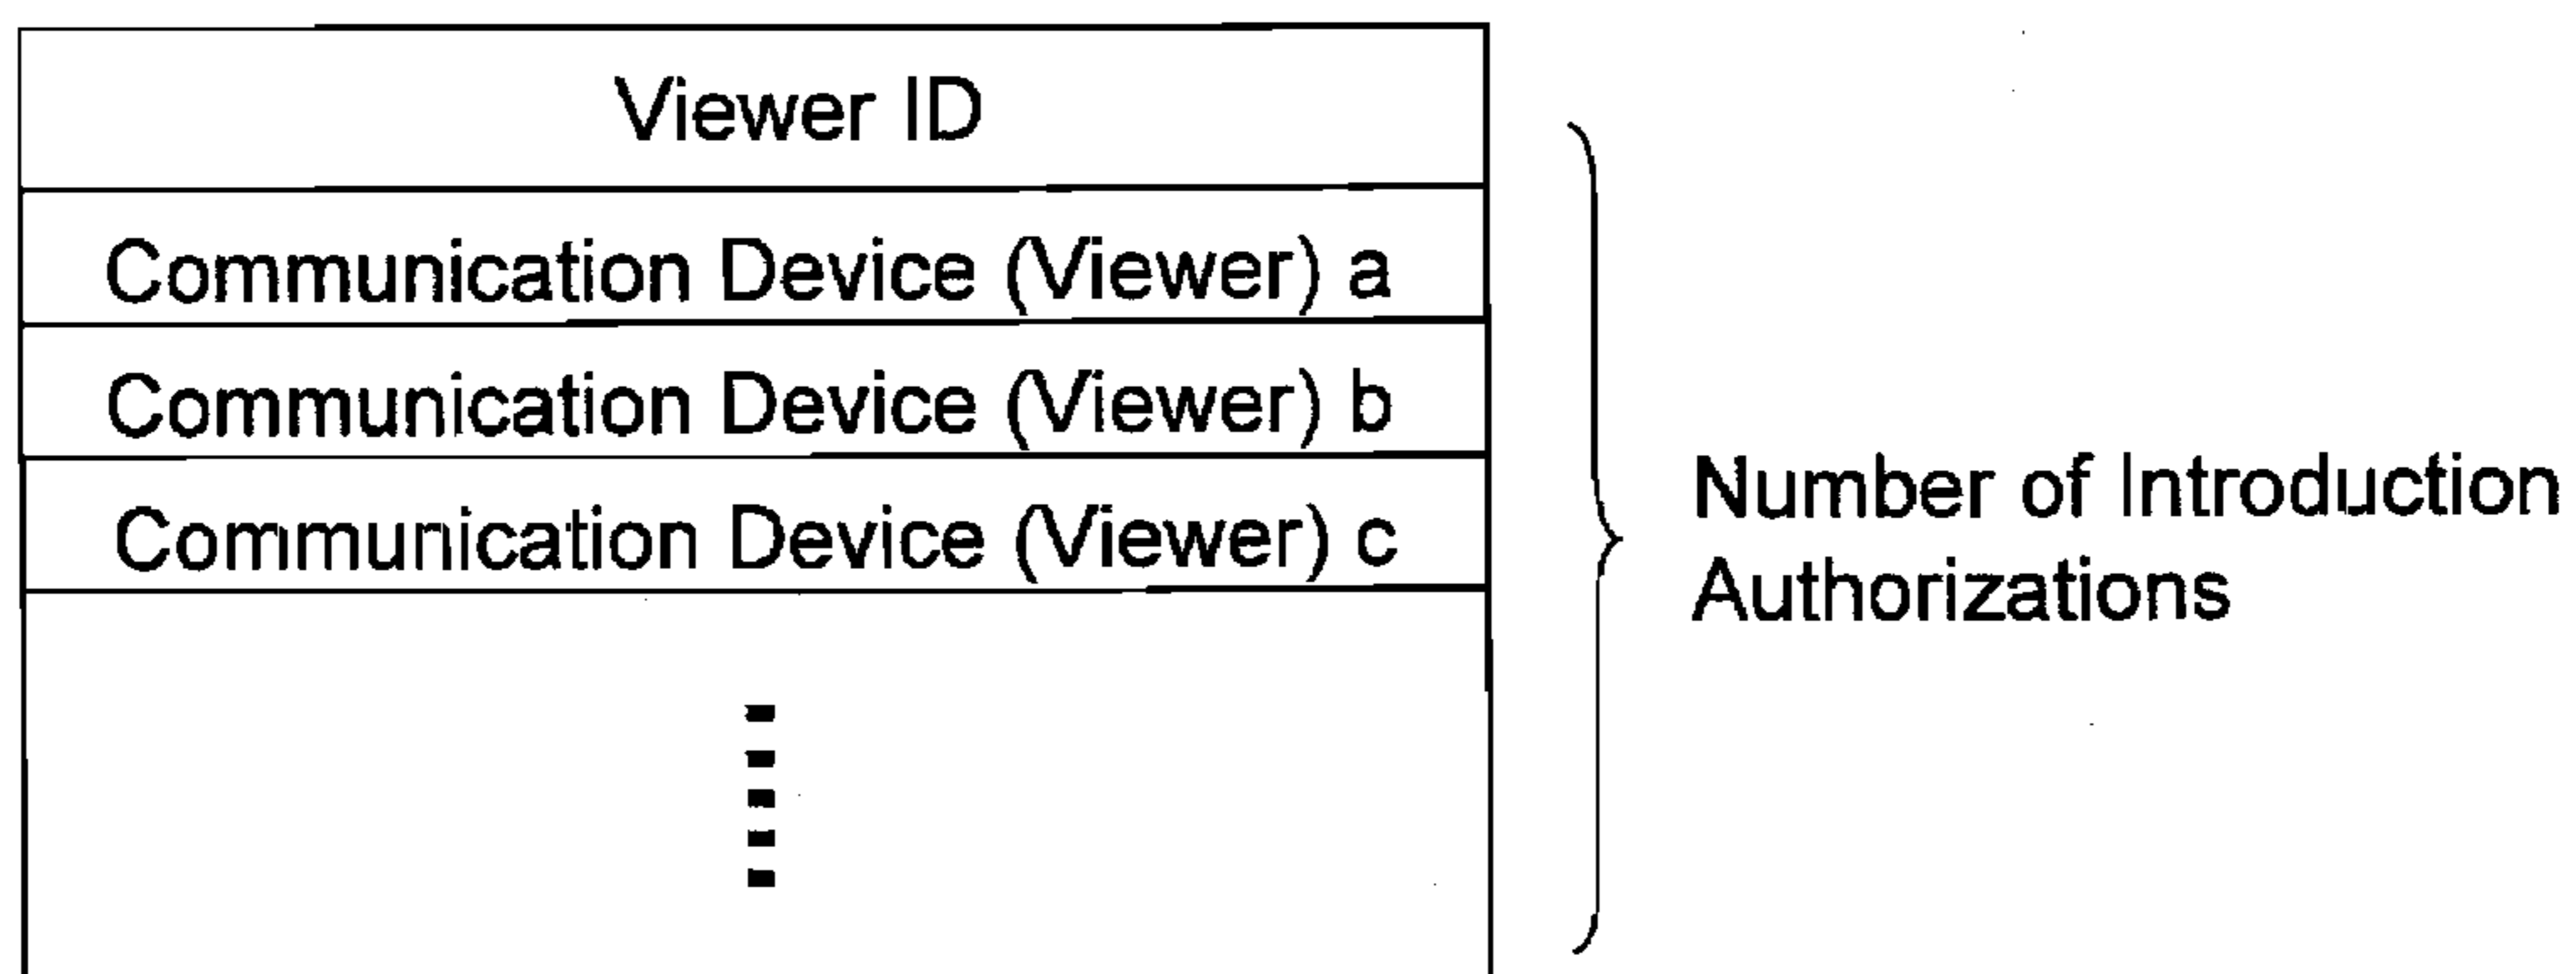 Viewer ID
Communication Device (Viewer) a
Communication Device (Viewer) b
Communication Device (Viewer) c
Number of Introduction
Authorizations